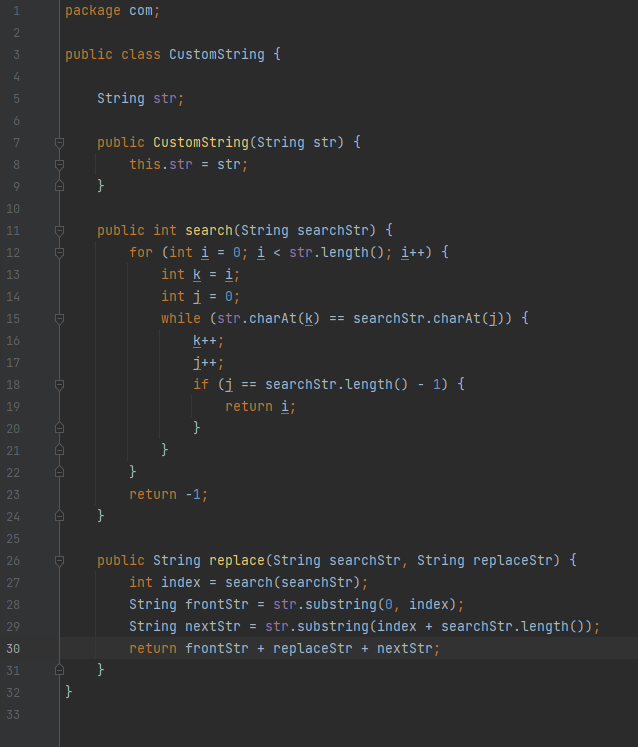 1 package com;
2
3 public class CustomString {
4
5     String str;
6
7     public CustomString(String str) {
8         this.str = str;
9     }
10
11     public int search(String searchStr) {
12         for (int i = 0; i < str.length(); i++) {
13             int k = i;
14             int j = 0;
15             while (str.charAt(k) == searchStr.charAt(j)) {
16                 k++;
17                 j++;
18                 if (j == searchStr.length() - 1) {
19                     return i;
20                 }
21             }
22         }
23         return -1;
24     }
25
26     public String replace(String searchStr, String replaceStr) {
27         int index = search(searchStr);
28         String frontStr = str.substring(0, index);
29         String nextStr = str.substring(index + searchStr.length());
30         return frontStr + replaceStr + nextStr;
31     }
32 }
33